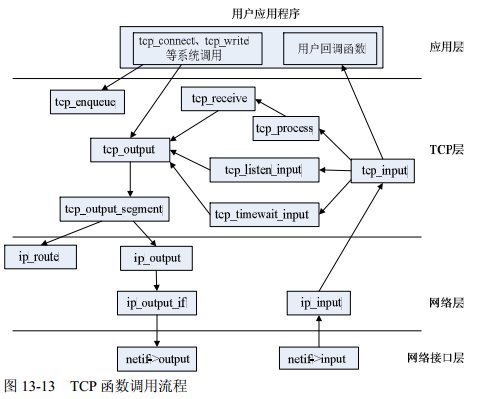 用户应用程序
tcp_connect、tcp_write
等系统调用
用户回调函数
应用层
tcp_enqueue
tcp_receive
tcp_process
tcp_output
TCP层
tcp_listen_input
tcp_input
tcp_output_segment
tcp_timewait_input
ip_route
ip_output
ip_output_if
ip_input
网络层
netif->output
netif->input
网络接口层
图 13-13 TCP 函数调用流程